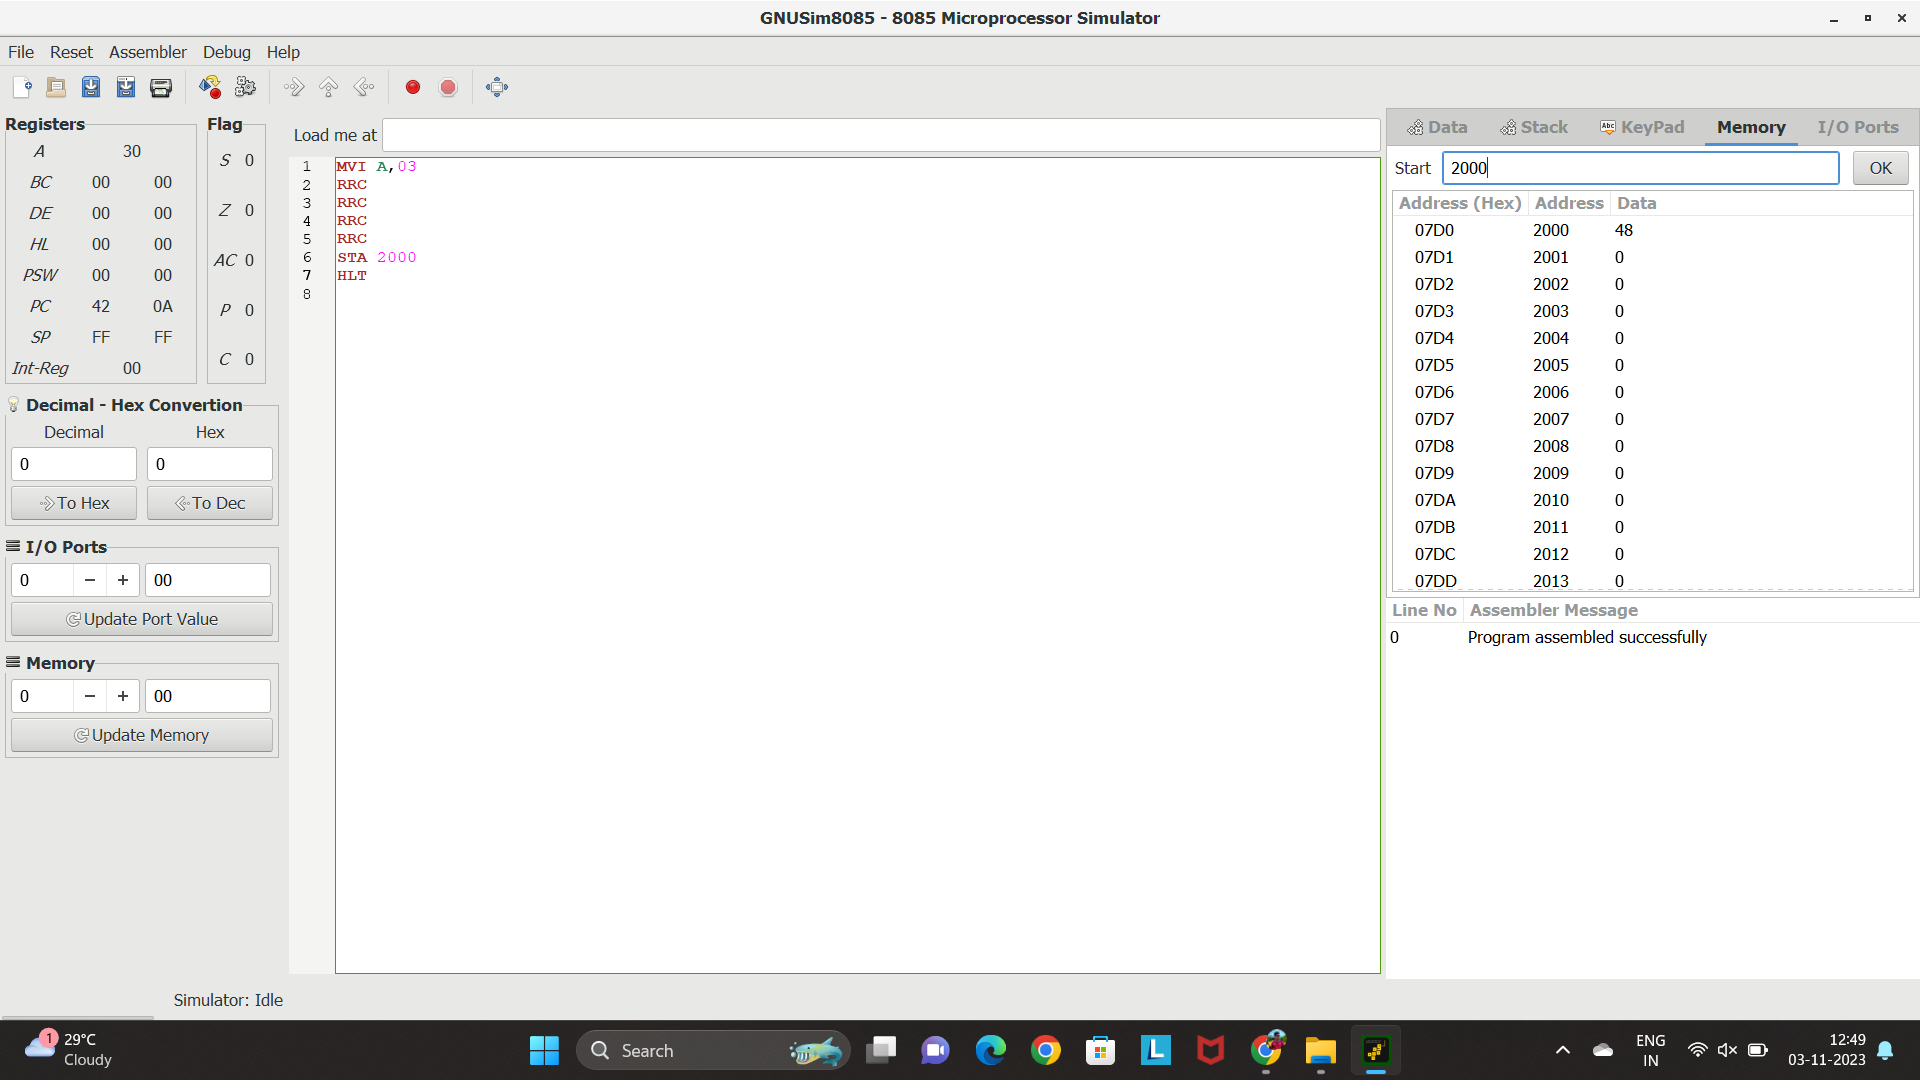 GNUSim8085 - 8085 Microprocessor Simulator
File Reset Assembler Debug Help
Registers
A 30
BC 00 00
DE 00 00
HL 00 00
PSW 00 00
PC 42 0A
SP FF FF
Int-Reg 00
Flag
S 0
Z 0
AC 0
P 0
C 0
Decimal - Hex Convertion
Decimal Hex
0 0
To Hex To Dec
I/O Ports
0 − + 00
Update Port Value
Memory
0 − + 00
Update Memory
Load me at
1 MVI A,03
2 RRC
3 RRC
4 RRC
5 RRC
6 STA 2000
7 HLT
8
Data Stack Abc KeyPad Memory I/O Ports
Start 2000 OK
Address (Hex) Address Data
07D0 2000 48
07D1 2001 0
07D2 2002 0
07D3 2003 0
07D4 2004 0
07D5 2005 0
07D6 2006 0
07D7 2007 0
07D8 2008 0
07D9 2009 0
07DA 2010 0
07DB 2011 0
07DC 2012 0
07DD 2013 0
Line No Assembler Message
0 Program assembled successfully
Simulator: Idle
1 29°C
Cloudy
Search
L
ENG
IN
12:49
03-11-2023